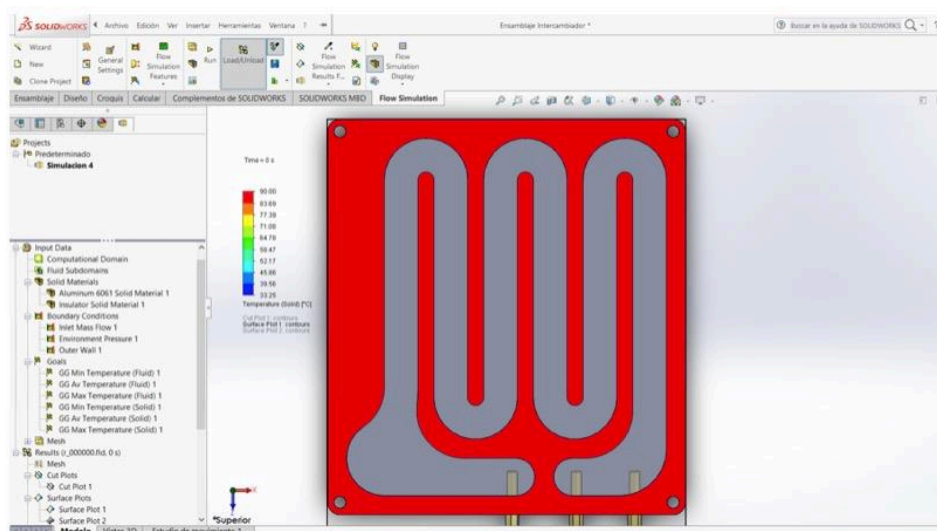 SOLIDWORKS Archivo Edición Ver Insertar Herramientas Ventana ? Ensamblaje Intercambiador * Buscar en la ayuda de SOLIDWORKS
Wizard
New
Clone Project
General Settings
Flow Simulation Features
Run
Load/Unload
Flow Simulation Results F...
Flow Simulation Display
Ensamblaje Diseño Croquis Calcular Complementos de SOLIDWORKS SOLIDWORKS MBD Flow Simulation
Projects
Predeterminado
Simulacion 4
Input Data
Computational Domain
Fluid Subdomains
Solid Materials
Aluminum 6061 Solid Material 1
Insulator Solid Material 1
Boundary Conditions
Inlet Mass Flow 1
Environment Pressure 1
Outer Wall 1
Goals
GG Min Temperature (Fluid) 1
GG Av Temperature (Fluid) 1
GG Max Temperature (Fluid) 1
GG Min Temperature (Solid) 1
GG Av Temperature (Solid) 1
GG Max Temperature (Solid) 1
Mesh
Results (r_000000.fld, 0 s)
Mesh
Cut Plots
Cut Plot 1
Surface Plots
Surface Plot 1
Surface Plot 2
Time = 0 s
90.00
83.69
77.39
71.08
64.78
58.47
52.17
45.86
39.56
33.25
Temperature (Solid) [°C]
Cut Plot 1: contours
Surface Plot 1: contours
Surface Plot 2: contours
X
*Superior
Modelo Vistas 3D Estudio de movimiento 1